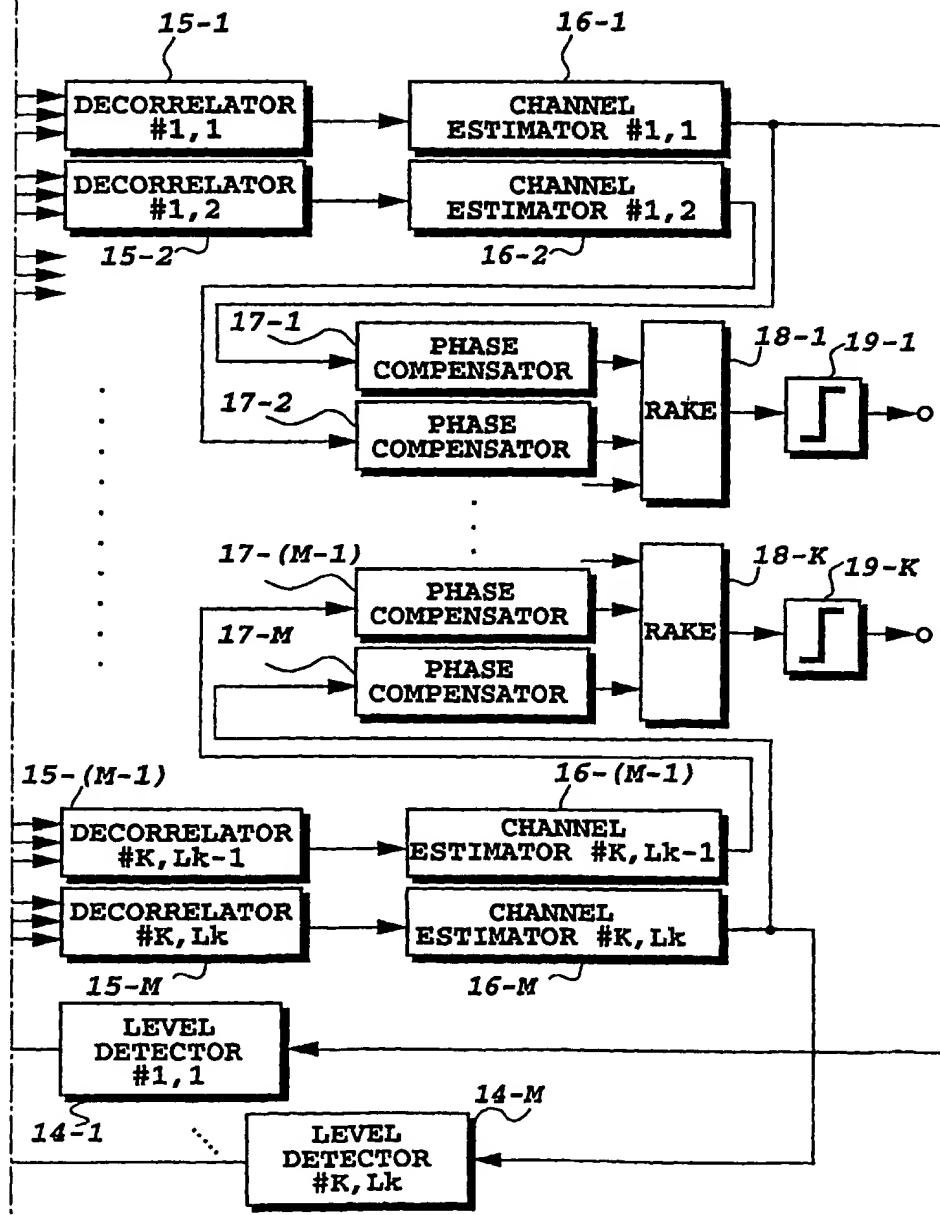 15-1
16-1
DECORRELATOR
#1,1
CHANNEL
ESTIMATOR #1,1
DECORRELATOR
#1,2
CHANNEL
ESTIMATOR #1,2
15-2
16-2
17-1
PHASE
COMPENSATOR
18-1
19-1
17-2
PHASE
COMPENSATOR
RAKE
17-(M-1)
PHASE
COMPENSATOR
18-K
19-K
17-M
PHASE
COMPENSATOR
RAKE
15-(M-1)
16-(M-1)
DECORRELATOR
#K,Lk-1
CHANNEL
ESTIMATOR #K,Lk-1
DECORRELATOR
#K,Lk
CHANNEL
ESTIMATOR #K,Lk
15-M
16-M
LEVEL
DETECTOR
#1,1
14-1
14-M
LEVEL
DETECTOR
#K,Lk